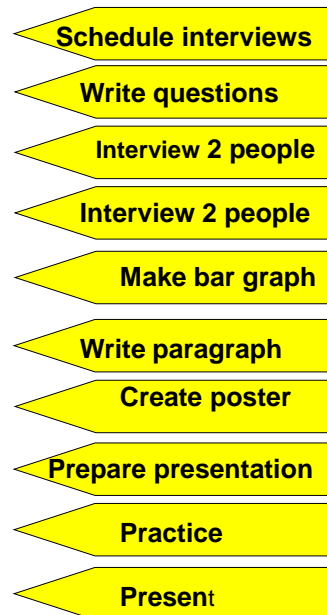 Schedule interviews
Write questions
Interview 2 people
Interview 2 people
Make bar graph
Write paragraph
Create poster
Prepare presentation
Practice
Present